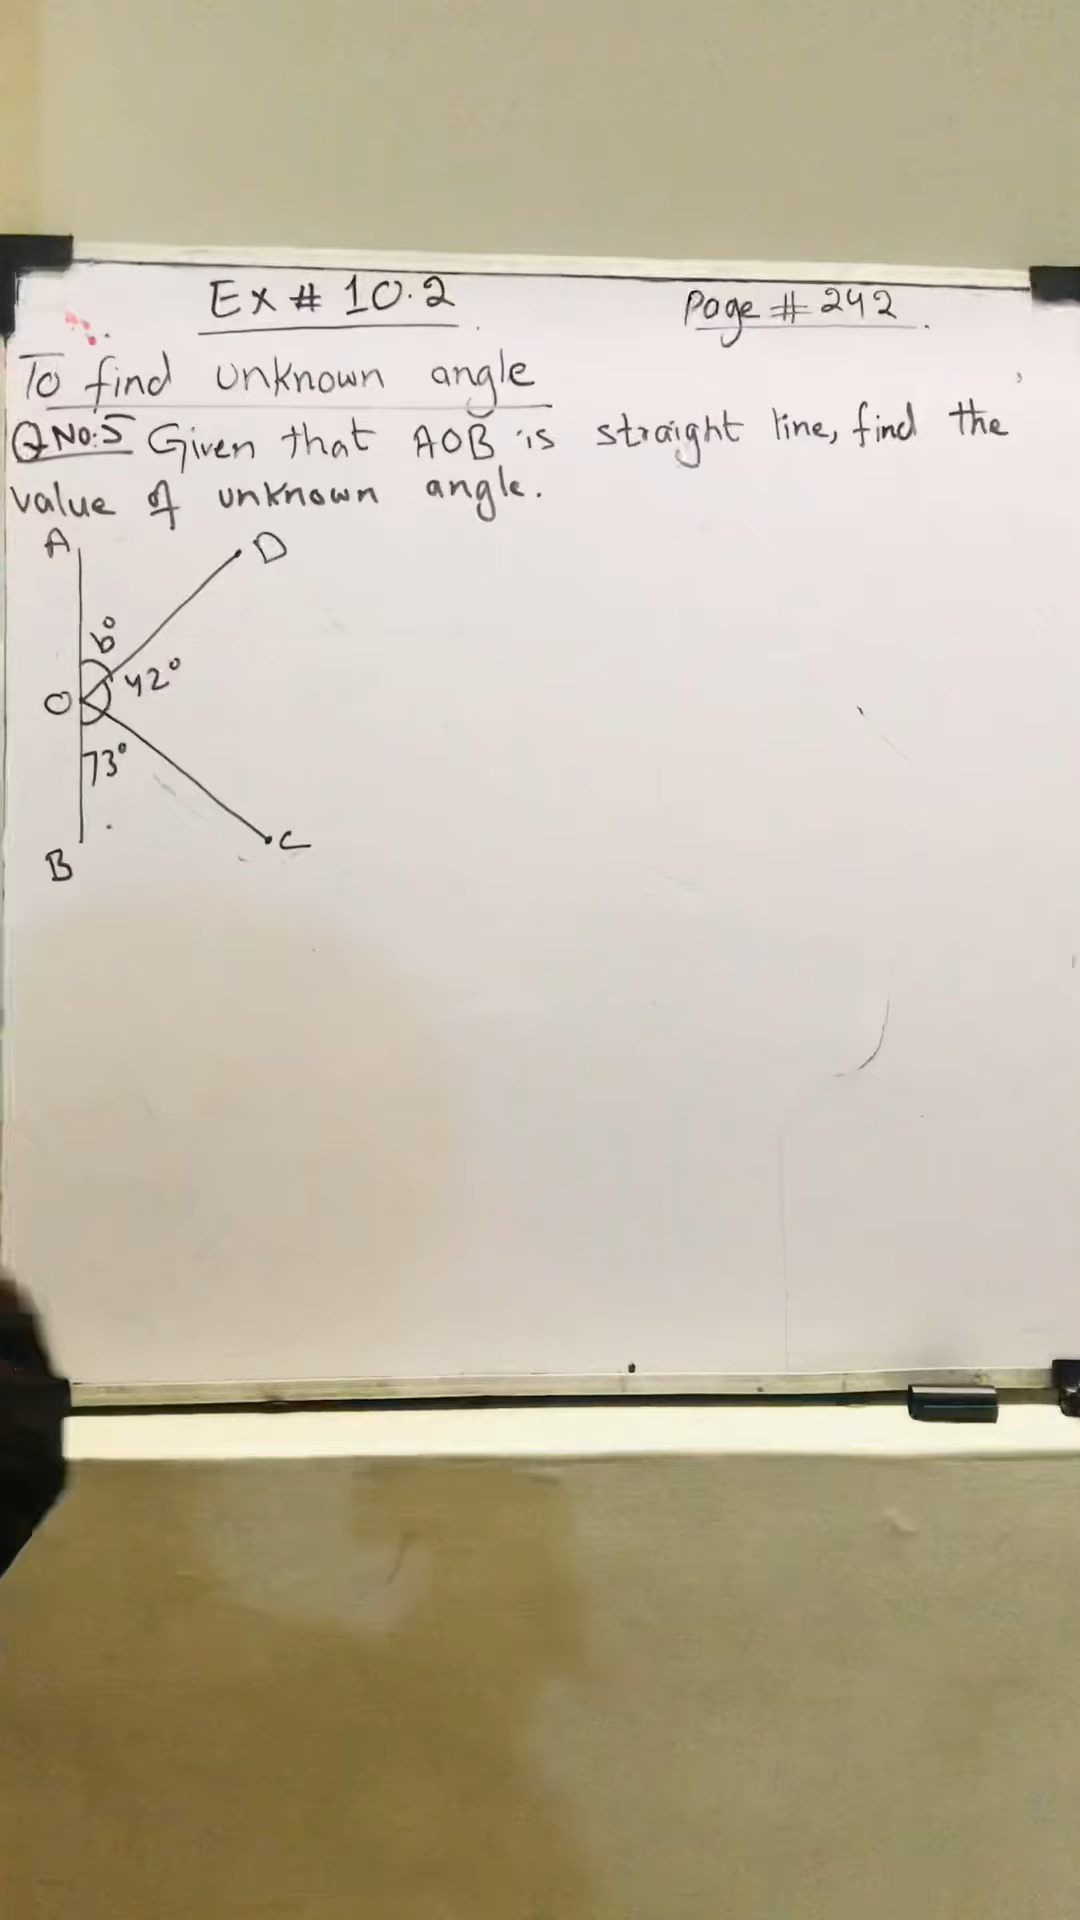 Ex # 10.2
Page # 242
To find unknown angle
Q No:5 Given that AOB is straight line, find the
value of unknown angle.
A
D
b°
42°
O
73°
C
B